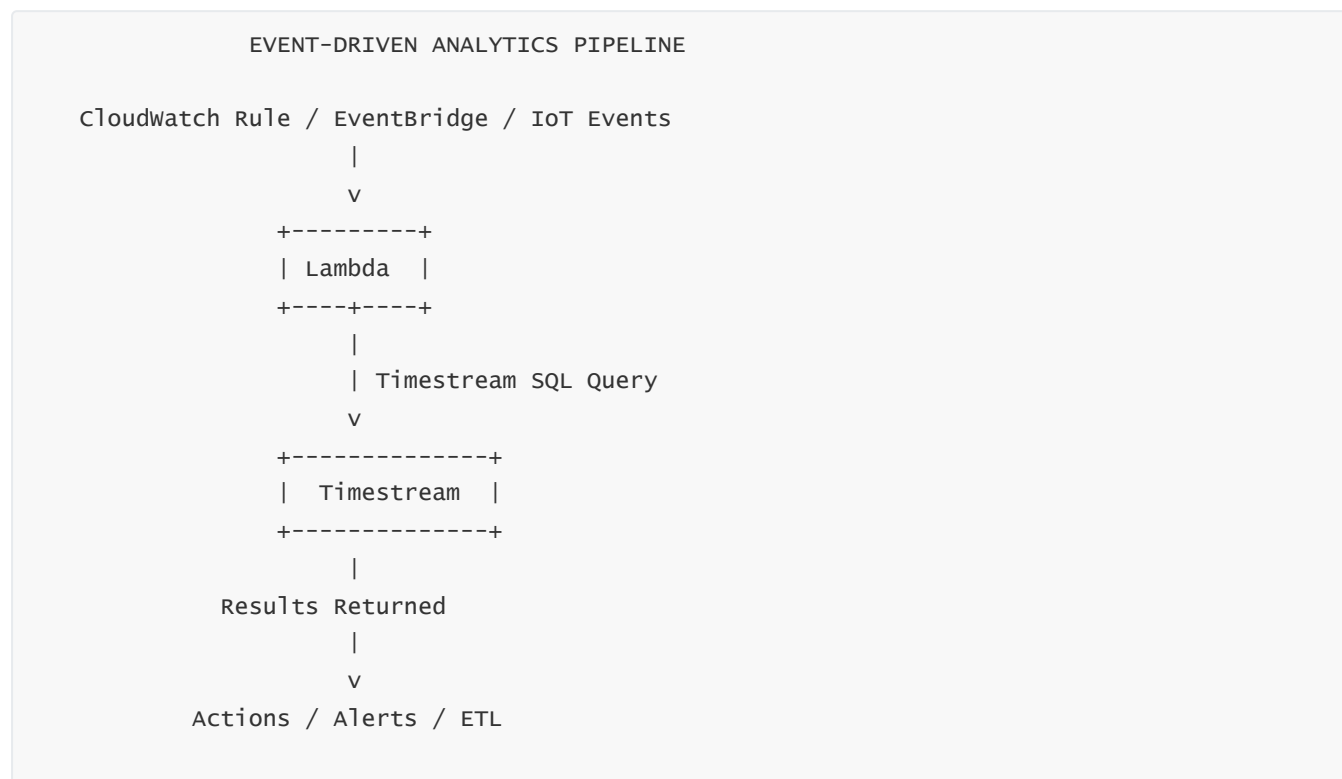 EVENT-DRIVEN ANALYTICS PIPELINE
CloudWatch Rule / EventBridge / IoT Events
|
v
+---------+
| Lambda  |
+----+----+
|
| Timestream SQL Query
v
+--------------+
|  Timestream  |
+--------------+
|
Results Returned
|
v
Actions / Alerts / ETL